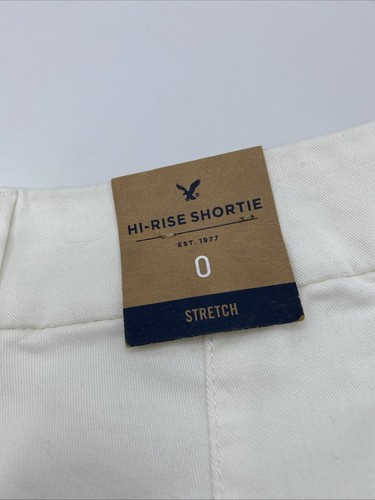 HI-RISE SHORTIE
EST. 1977
0
STRETCH